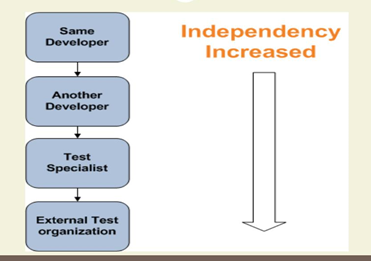 Same
Developer
Independency
Increased
Another
Developer
Test
Specialist
External Test
organization